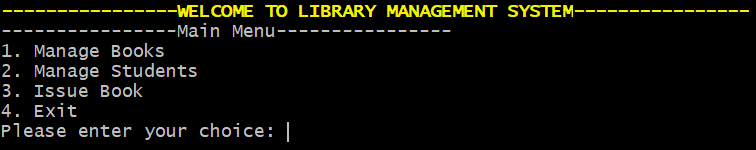 ----------------WELCOME TO LIBRARY MANAGEMENT SYSTEM----------------
----------------Main Menu----------------
1. Manage Books
2. Manage Students
3. Issue Book
4. Exit
Please enter your choice: